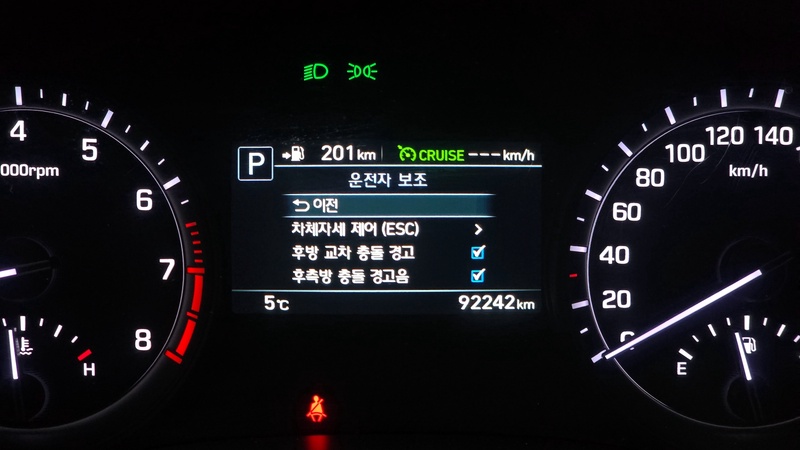 4
5
6
7
8
000rpm
H
P
201km
CRUISE ---km/h
운전자 보조
이전
차체자세 제어 (ESC)
후방 교차 충돌 경고
후측방 충돌 경고음
5℃
92242km
140
120
100
80
60
40
20
0
km/h
E